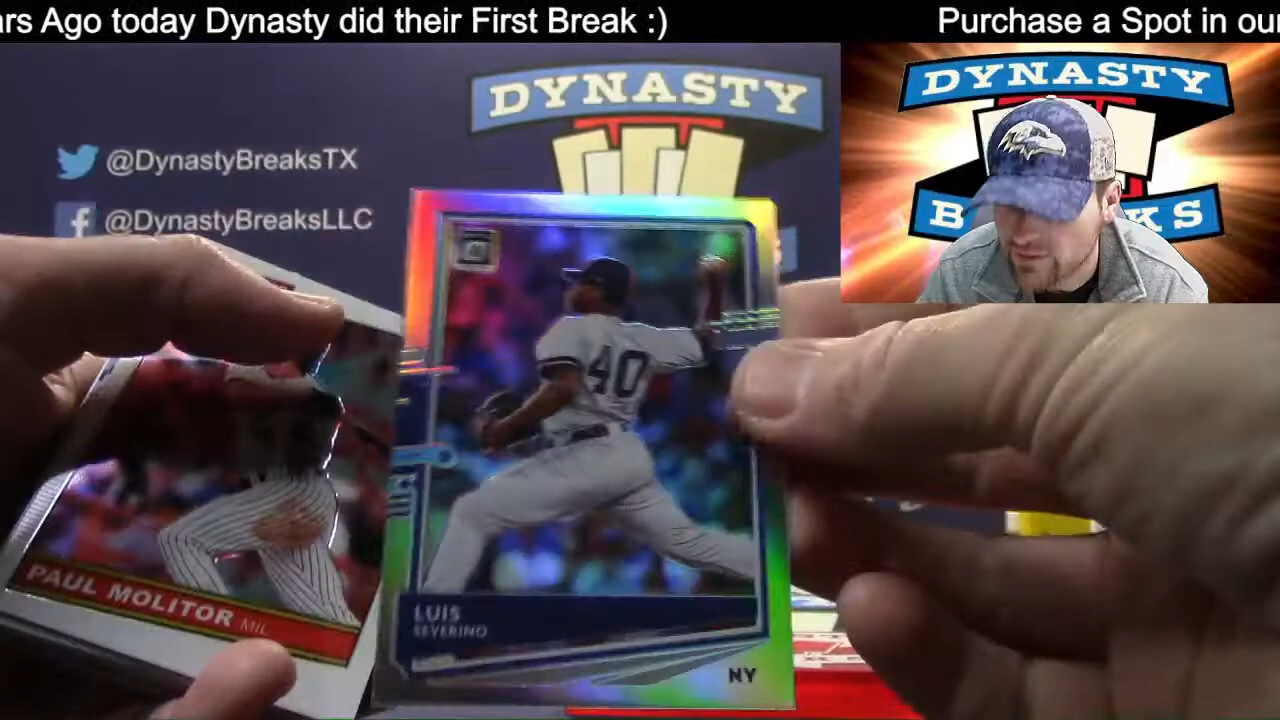 ars Ago today Dynasty did their First Break :)
Purchase a Spot in our
DYNASTY
@DynastyBreaksTX
@DynastyBreaksLLC
DYNASTY
KS
40
LUIS
SEVERINO
NY
PAUL MOLITOR MIL